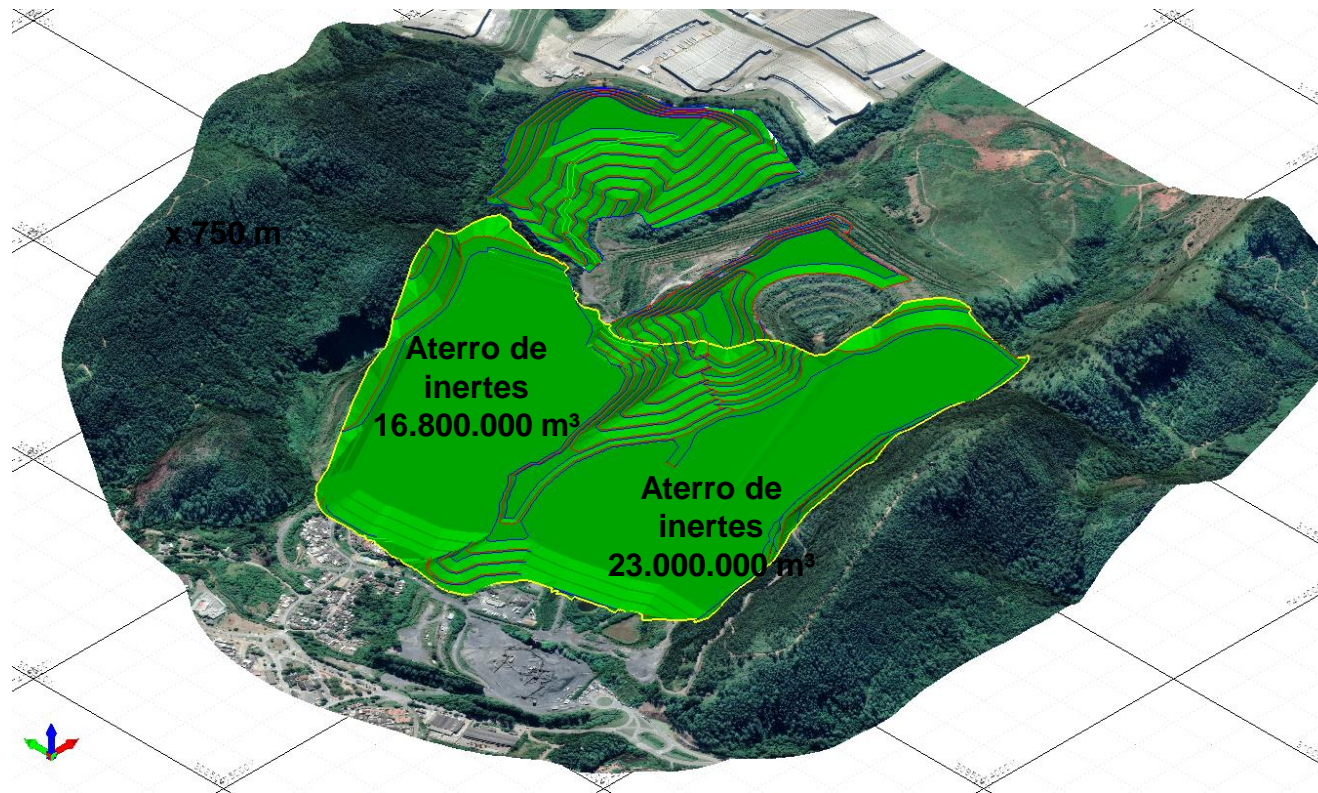 x 750 m
Aterro de
inertes
16.800.000 m³
Aterro de
inertes
23.000.000 m³